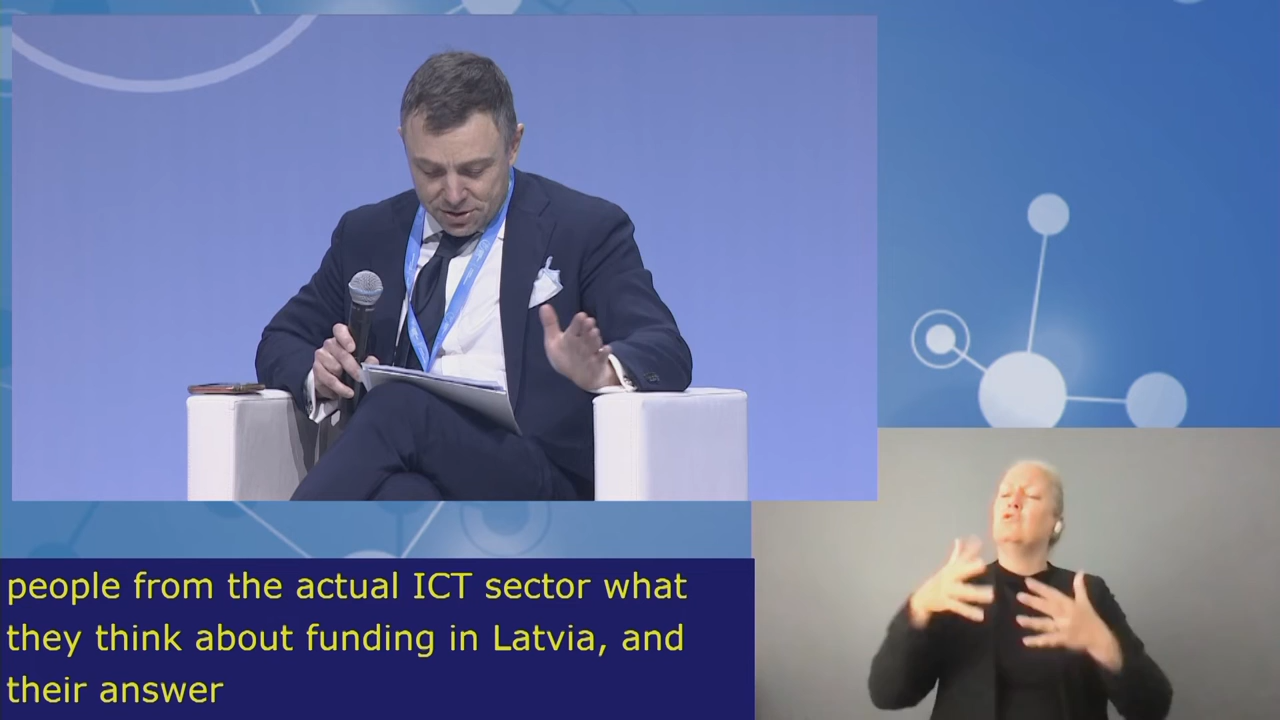 people from the actual ICT sector what
they think about funding in Latvia, and
their answer